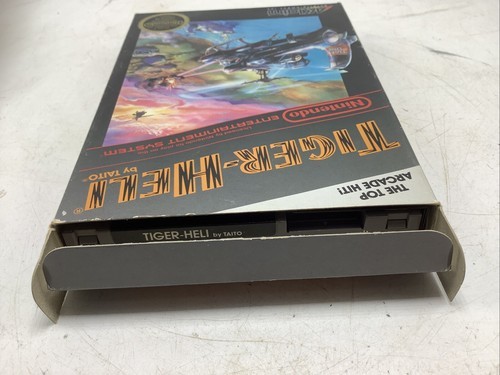 TIGER-HELI
by TAITO®
THE TOP
ARCADE HIT!
Nintendo
ENTERTAINMENT SYSTEM
TIGER-HELI by TAITO